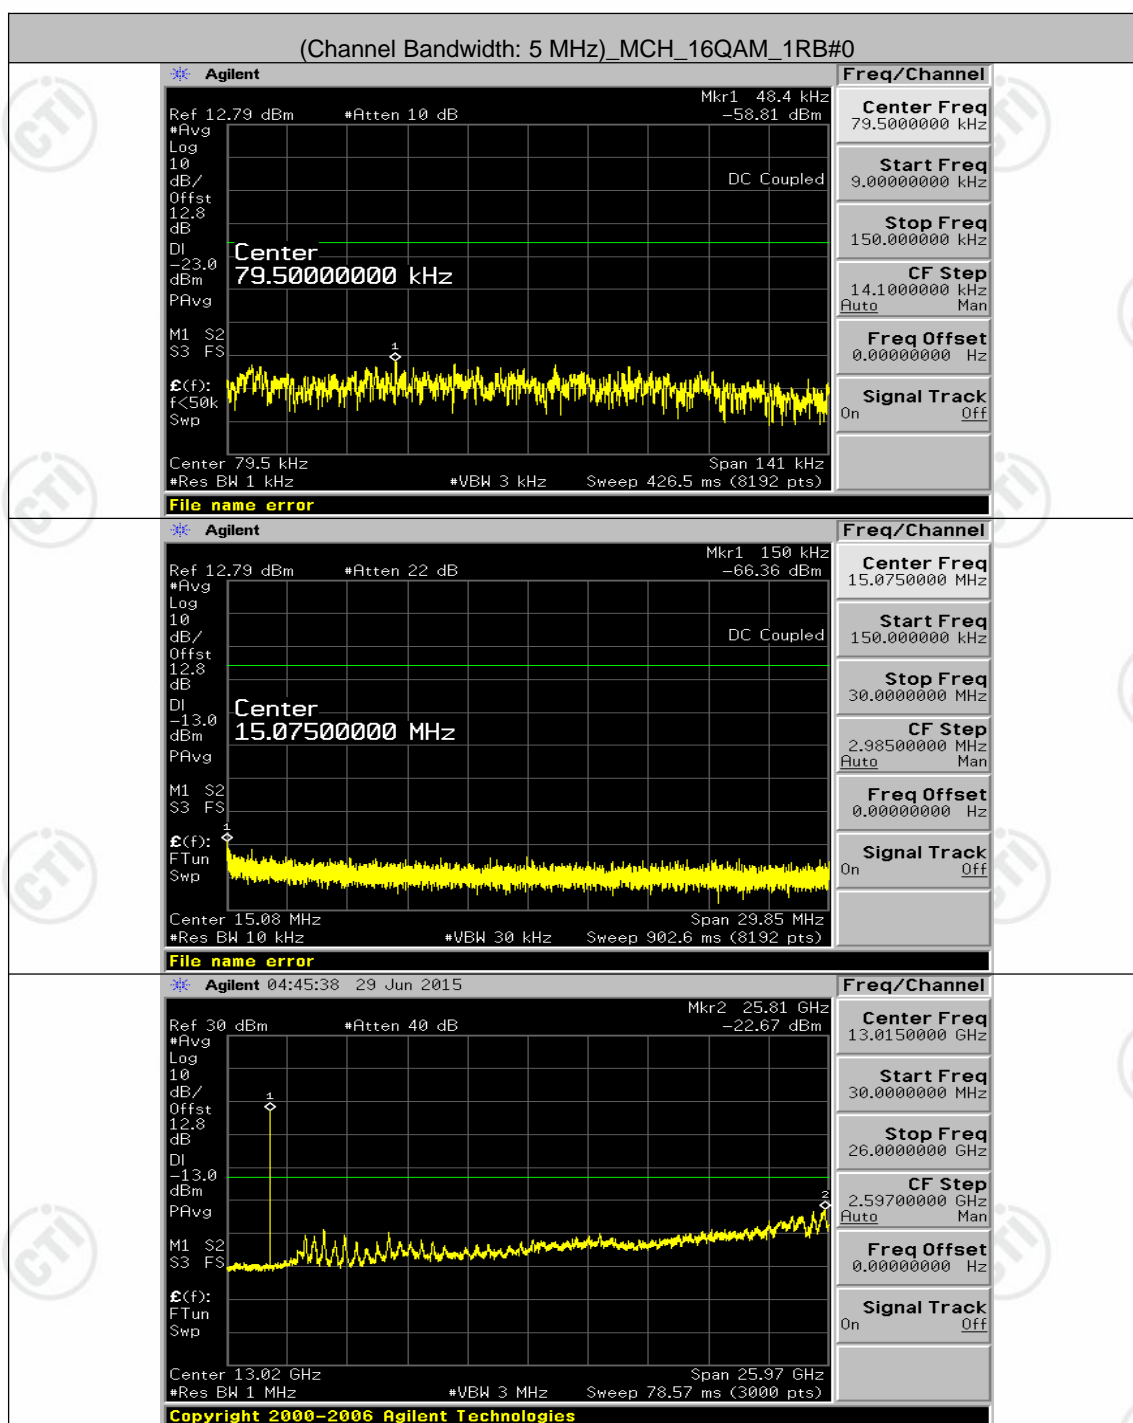 (Channel Bandwidth: 5 MHz)_MCH_16QAM_1RB#0
Agilent
Freq/Channel
Mkr1 48.4 kHz
Ref 12.79 dBm #Atten 10 dB -58.81 dBm
#Avg
Log
10
dB/
Offst
12.8
dB
DI
-23.0
dBm
PAvg
M1 S2
S3 FS
£(f):
f<50k
Swp
DC Coupled
Center
79.50000000 kHz
1
Center 79.5 kHz Span 141 kHz
#Res BW 1 kHz #VBW 3 kHz Sweep 426.5 ms (8192 pts)
File name error
Center Freq
79.5000000 kHz
Start Freq
9.00000000 kHz
Stop Freq
150.000000 kHz
CF Step
14.1000000 kHz
Auto Man
Freq Offset
0.00000000 Hz
Signal Track
On Off
Agilent
Freq/Channel
Mkr1 150 kHz
Ref 12.79 dBm #Atten 22 dB -66.36 dBm
#Avg
Log
10
dB/
Offst
12.8
dB
DI
-13.0
dBm
PAvg
M1 S2
S3 FS
£(f):
FTun
Swp
DC Coupled
Center
15.07500000 MHz
1
Center 15.08 MHz Span 29.85 MHz
#Res BW 10 kHz #VBW 30 kHz Sweep 902.6 ms (8192 pts)
File name error
Center Freq
15.0750000 MHz
Start Freq
150.000000 kHz
Stop Freq
30.0000000 MHz
CF Step
2.98500000 MHz
Auto Man
Freq Offset
0.00000000 Hz
Signal Track
On Off
Agilent 04:45:38 29 Jun 2015
Freq/Channel
Mkr2 25.81 GHz
Ref 30 dBm #Atten 40 dB -22.67 dBm
#Avg
Log
10
dB/
Offst
12.8
dB
DI
-13.0
dBm
PAvg
M1 S2
S3 FS
£(f):
FTun
Swp
1
2
Center 13.02 GHz Span 25.97 GHz
#Res BW 1 MHz #VBW 3 MHz Sweep 78.57 ms (3000 pts)
Copyright 2000-2006 Agilent Technologies
Center Freq
13.0150000 GHz
Start Freq
30.0000000 MHz
Stop Freq
26.0000000 GHz
CF Step
2.59700000 GHz
Auto Man
Freq Offset
0.00000000 Hz
Signal Track
On Off
CTI
CTI
CTI
CTI
CTI
CTI
CTI
CTI